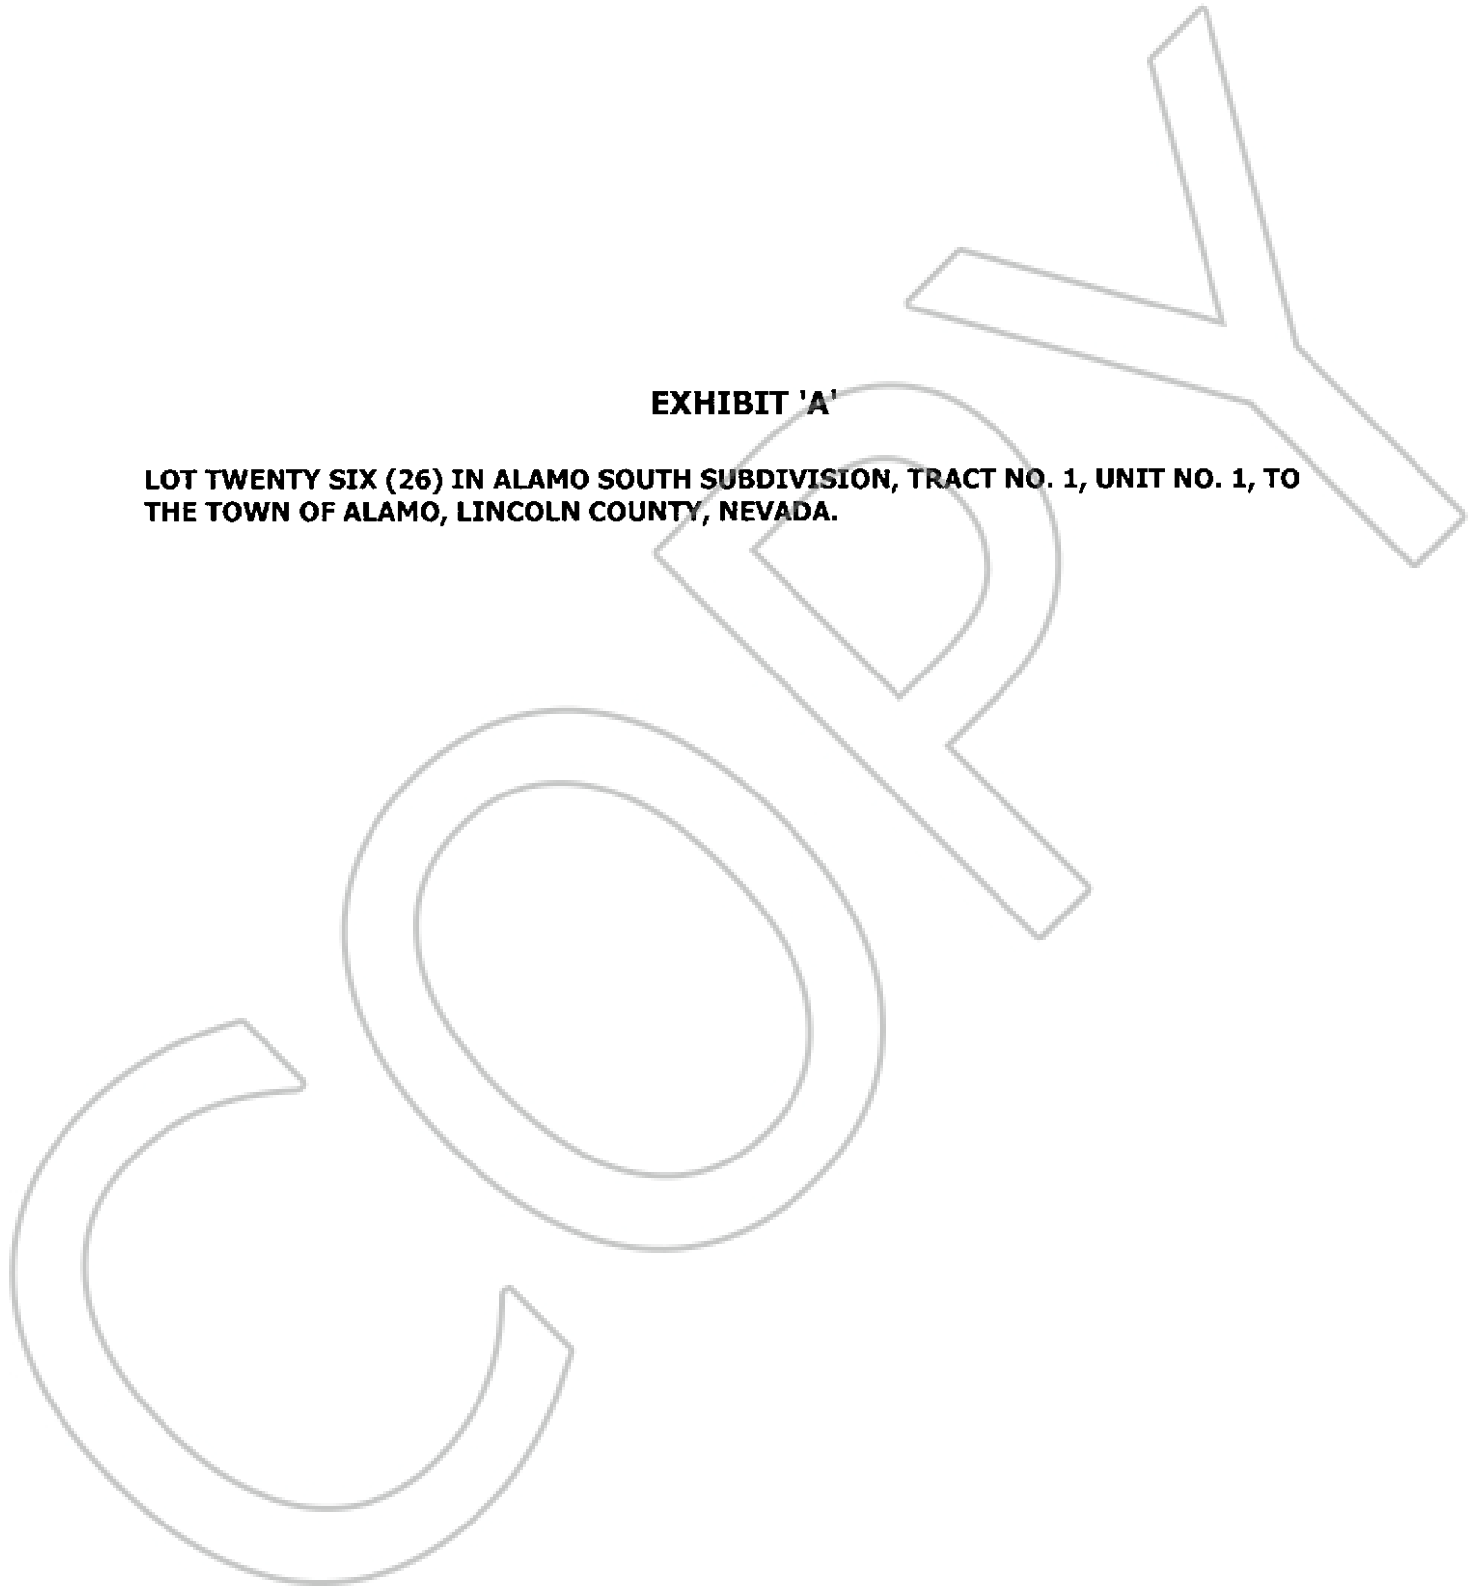 EXHIBIT 'A'
LOT TWENTY SIX (26) IN ALAMO SOUTH SUBDIVISION, TRACT NO. 1, UNIT NO. 1, TO
THE TOWN OF ALAMO, LINCOLN COUNTY, NEVADA.
COPY